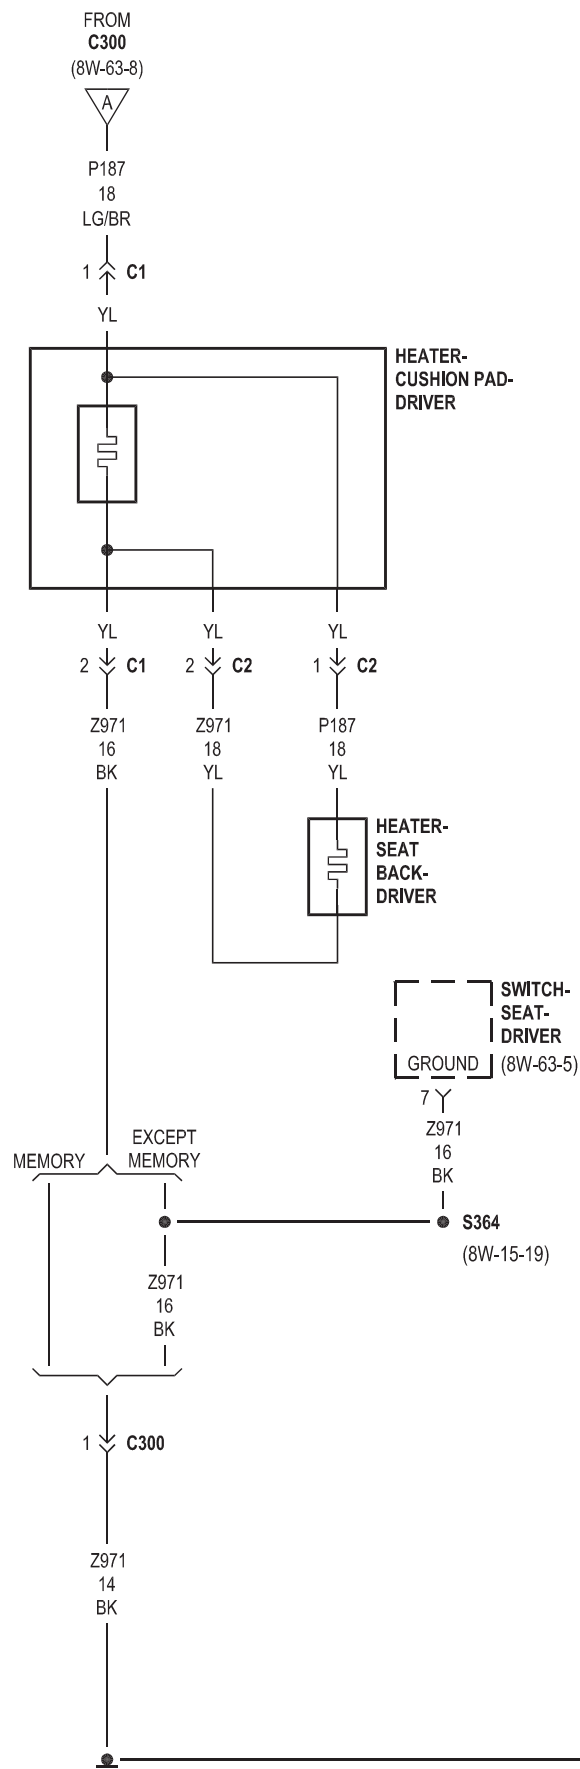 FROM
C300
(8W-63-8)
A
P187
18
LG/BR
1 C1
YL
HEATER-
CUSHION PAD-
DRIVER
YL YL YL
2 C1 2 C2 1 C2
Z971 Z971 P187
16 18 18
BK YL YL
HEATER-
SEAT
BACK-
DRIVER
SWITCH-
SEAT-
DRIVER
GROUND (8W-63-5)
7
Z971
16
BK
MEMORY
EXCEPT
MEMORY
S364
(8W-15-19)
Z971
16
BK
1 C300
Z971
14
BK